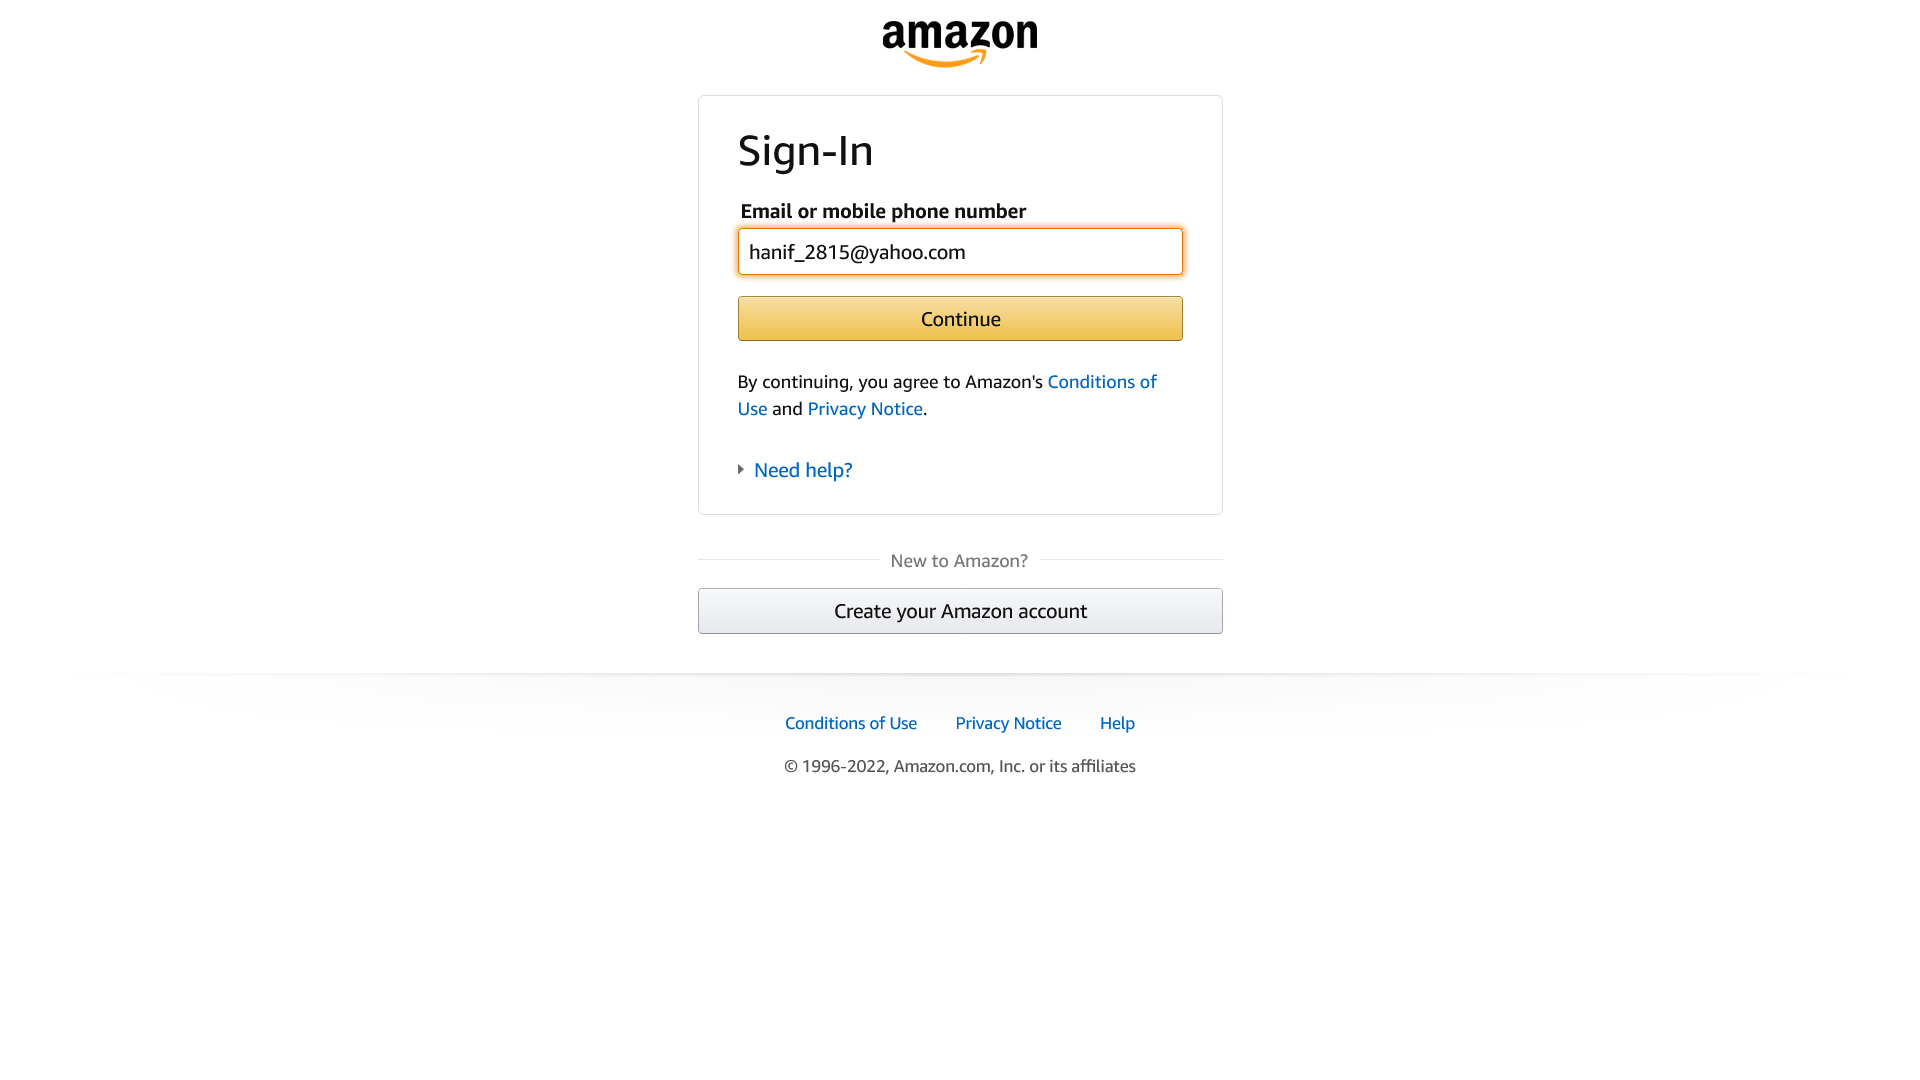 amazon
Sign-In
Email or mobile phone number
hanif_2815@yahoo.com
Continue
By continuing, you agree to Amazon's Conditions of
Use and Privacy Notice.
Need help?
New to Amazon?
Create your Amazon account
Conditions of Use Privacy Notice Help
© 1996-2022, Amazon.com, Inc. or its affiliates